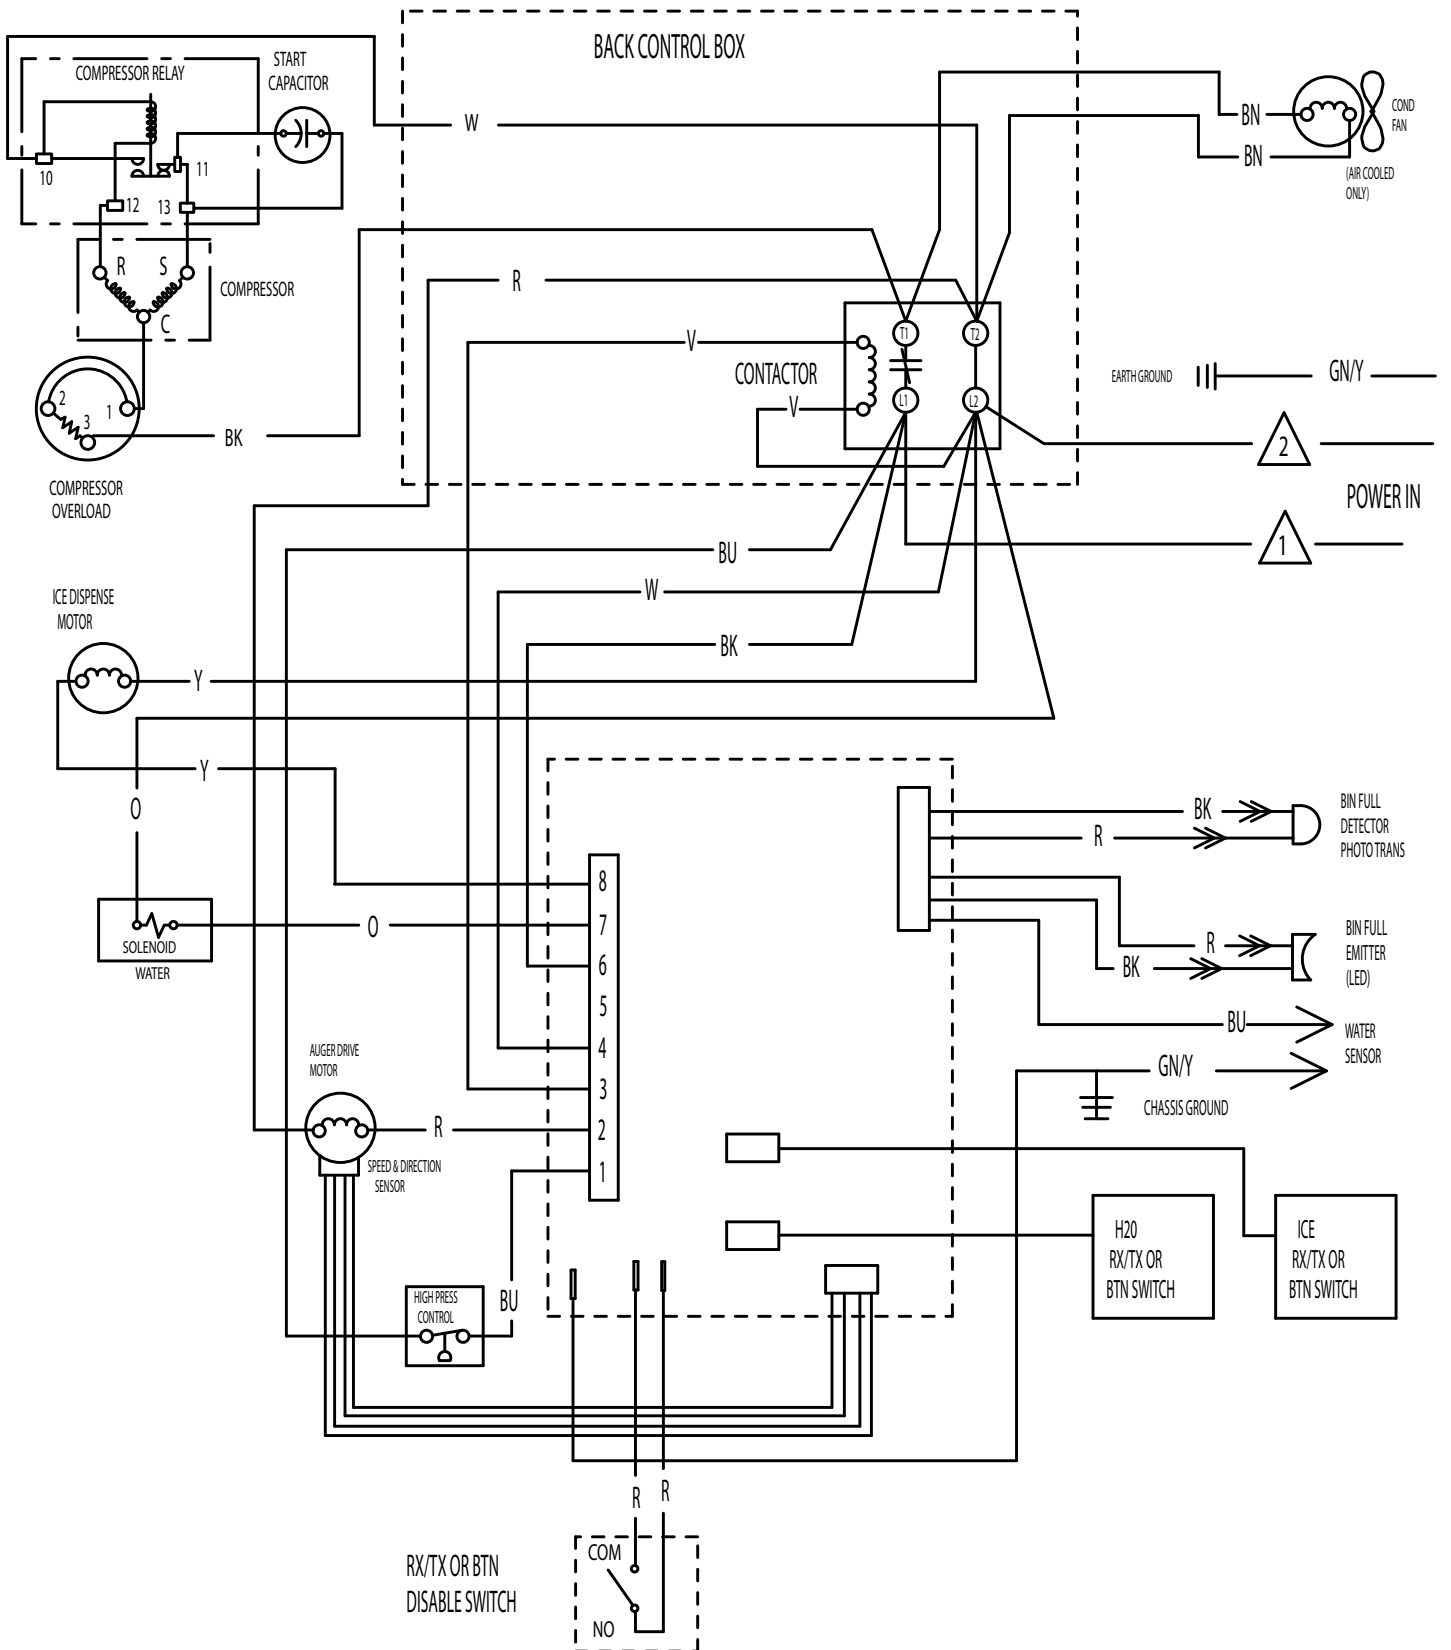 BACK CONTROL BOX
START
CAPACITOR
COMPRESSOR RELAY
W
BN
COND
FAN
BN
(AIR COOLED
ONLY)
10
11
12
13
R
S
COMPRESSOR
C
R
T1
T2
V
CONTACTOR
EARTH GROUND
GN/Y
V
L1
L2
2
3
1
BK
2
COMPRESSOR
OVERLOAD
POWER IN
1
BU
W
BK
ICE DISPENSE
MOTOR
Y
Y
O
BK
BIN FULL
DETECTOR
PHOTO TRANS
R
8
7
6
5
4
3
2
1
SOLENOID
WATER
O
R
BK
BIN FULL
EMITTER
(LED)
BU
WATER
SENSOR
GN/Y
CHASSIS GROUND
AUGER DRIVE
MOTOR
R
SPEED & DIRECTION
SENSOR
H20
RX/TX OR
BTN SWITCH
ICE
RX/TX OR
BTN SWITCH
HIGH PRESS
CONTROL
BU
R
R
RX/TX OR BTN
DISABLE SWITCH
COM
NO